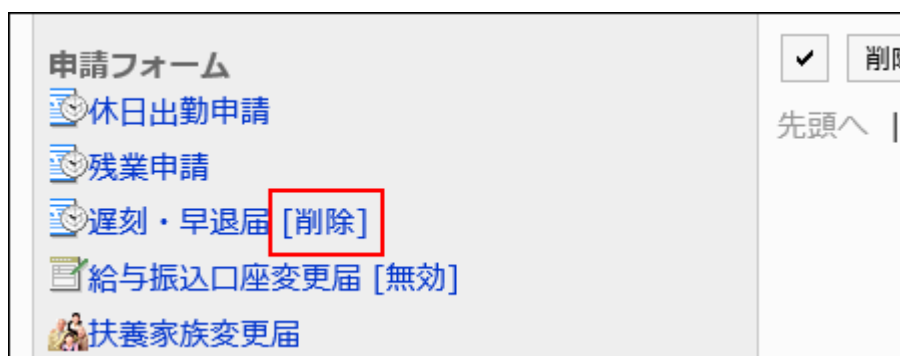 申請フォーム
休日出勤申請
残業申請
遅刻・早退届 [削除]
給与振込口座変更届 [無効]
扶養家族変更届
削
先頭へ |